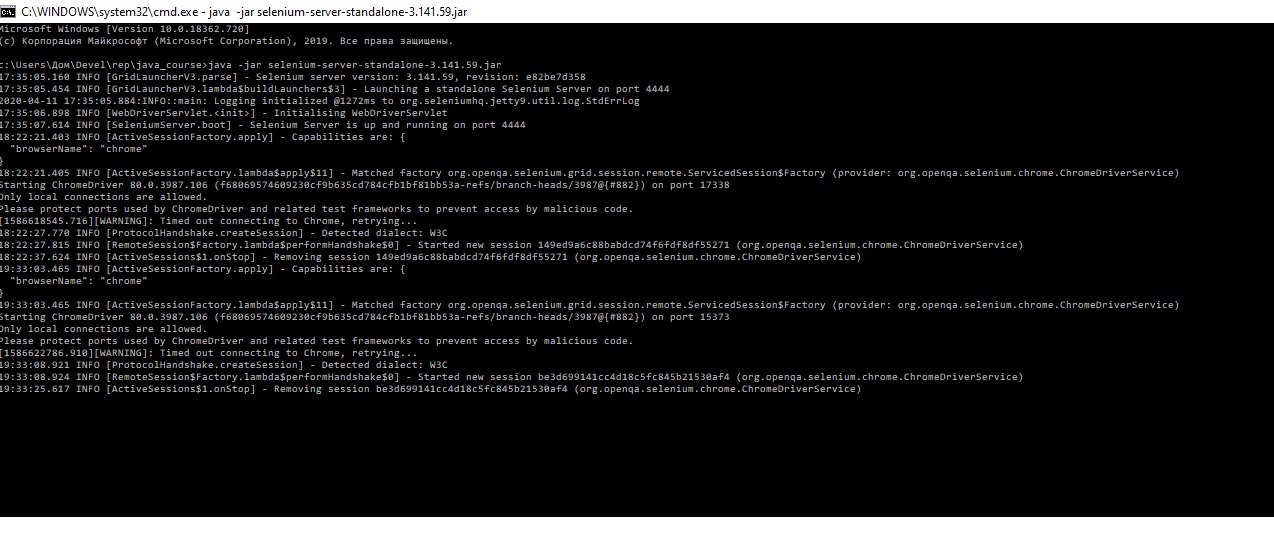 C:\WINDOWS\system32\cmd.exe - java -jar selenium-server-standalone-3.141.59.jar
Microsoft Windows [Version 10.0.18362.720]
(c) Корпорация Майкрософт (Microsoft Corporation), 2019. Все права защищены.
c:\Users\Дом\Devel\rep\java_course>java -jar selenium-server-standalone-3.141.59.jar
17:35:05.160 INFO [GridLauncherV3.parse] - Selenium server version: 3.141.59, revision: e82be7d358
17:35:05.454 INFO [GridLauncherV3.lambda$buildLaunchers$3] - Launching a standalone Selenium Server on port 4444
2020-04-11 17:35:05.884:INFO::main: Logging initialized @1272ms to org.seleniumhq.jetty9.util.log.StdErrLog
17:35:06.898 INFO [WebDriverServlet.<init>] - Initialising WebDriverServlet
17:35:07.614 INFO [SeleniumServer.boot] - Selenium Server is up and running on port 4444
18:22:21.403 INFO [ActiveSessionFactory.apply] - Capabilities are: {
"browserName": "chrome"
}
18:22:21.405 INFO [ActiveSessionFactory.lambda$apply$11] - Matched factory org.openqa.selenium.grid.session.remote.ServicedSession$Factory (provider: org.openqa.selenium.chrome.ChromeDriverService)
Starting ChromeDriver 80.0.3987.106 (f68069574609230cf9b635cd784cfb1bf81bb53a-refs/branch-heads/3987@{#882}) on port 17338
Only local connections are allowed.
Please protect ports used by ChromeDriver and related test frameworks to prevent access by malicious code.
[1586618545.716][WARNING]: Timed out connecting to Chrome, retrying...
18:22:27.770 INFO [ProtocolHandshake.createSession] - Detected dialect: W3C
18:22:27.815 INFO [RemoteSession$Factory.lambda$performHandshake$0] - Started new session 149ed9a6c88babdcd74f6fdf8df55271 (org.openqa.selenium.chrome.ChromeDriverService)
18:22:37.624 INFO [ActiveSessions$1.onStop] - Removing session 149ed9a6c88babdcd74f6fdf8df55271 (org.openqa.selenium.chrome.ChromeDriverService)
19:33:03.465 INFO [ActiveSessionFactory.apply] - Capabilities are: {
"browserName": "chrome"
}
19:33:03.465 INFO [ActiveSessionFactory.lambda$apply$11] - Matched factory org.openqa.selenium.grid.session.remote.ServicedSession$Factory (provider: org.openqa.selenium.chrome.ChromeDriverService)
Starting ChromeDriver 80.0.3987.106 (f68069574609230cf9b635cd784cfb1bf81bb53a-refs/branch-heads/3987@{#882}) on port 15373
Only local connections are allowed.
Please protect ports used by ChromeDriver and related test frameworks to prevent access by malicious code.
[1586622786.910][WARNING]: Timed out connecting to Chrome, retrying...
19:33:08.921 INFO [ProtocolHandshake.createSession] - Detected dialect: W3C
19:33:08.924 INFO [RemoteSession$Factory.lambda$performHandshake$0] - Started new session be3d699141cc4d18c5fc845b21530af4 (org.openqa.selenium.chrome.ChromeDriverService)
19:33:25.617 INFO [ActiveSessions$1.onStop] - Removing session be3d699141cc4d18c5fc845b21530af4 (org.openqa.selenium.chrome.ChromeDriverService)